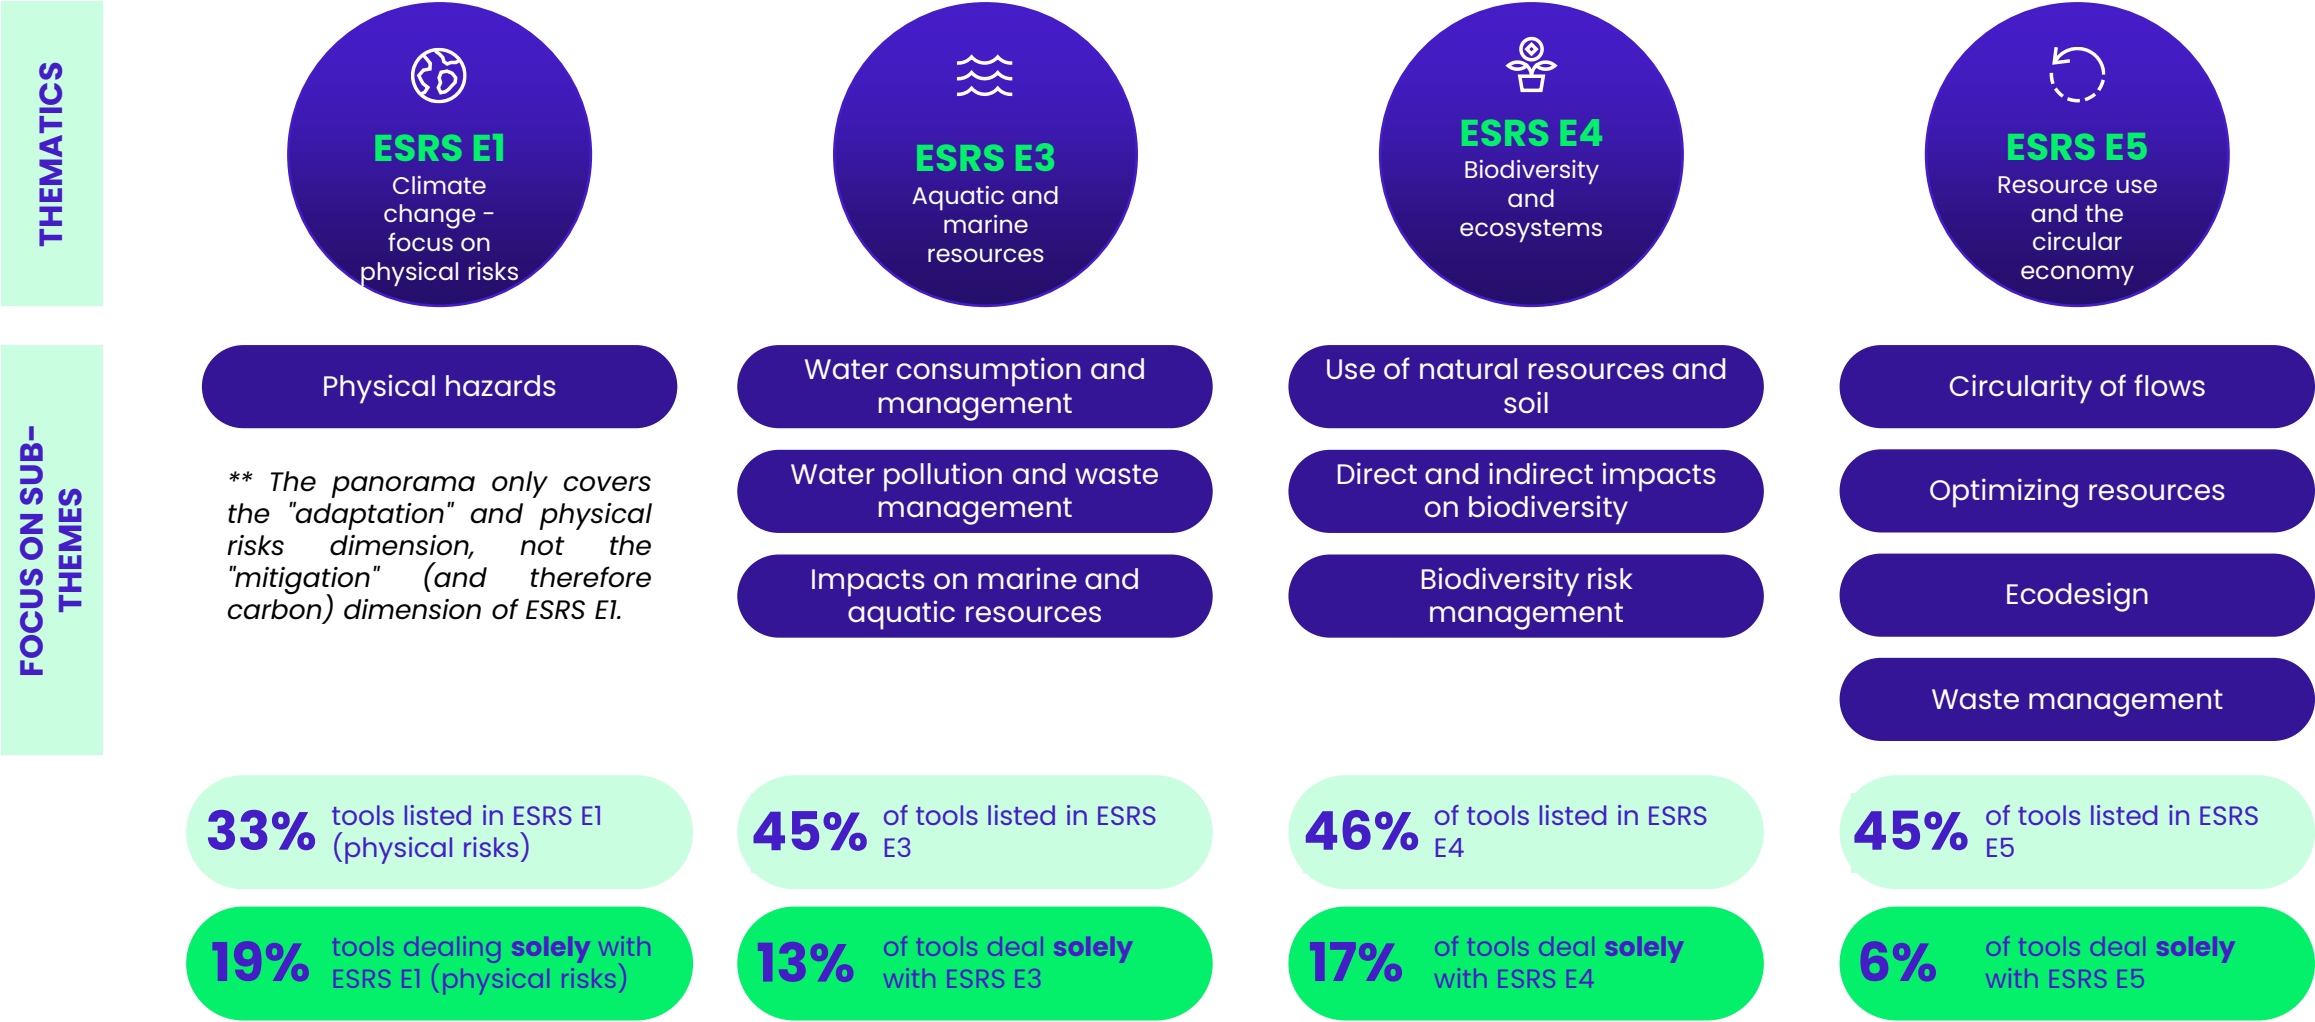 THEMATICS
ESRS E1
Climate
change -
focus on
physical risks
ESRS E3
Aquatic and
marine
resources
ESRS E4
Biodiversity
and
ecosystems
ESRS E5
Resource use
and the
circular
economy
FOCUS ON SUB-
THEMES
Physical hazards
** The panorama only covers
the "adaptation" and physical
risks dimension, not the
"mitigation" (and therefore
carbon) dimension of ESRS E1.
Water consumption and
management
Water pollution and waste
management
Impacts on marine and
aquatic resources
Use of natural resources and
soil
Direct and indirect impacts
on biodiversity
Biodiversity risk
management
Circularity of flows
Optimizing resources
Ecodesign
Waste management
33% tools listed in ESRS E1
(physical risks)
45% of tools listed in ESRS
E3
46% of tools listed in ESRS
E4
45% of tools listed in ESRS
E5
19% tools dealing solely with
ESRS E1 (physical risks)
13% of tools deal solely
with ESRS E3
17% of tools deal solely
with ESRS E4
6% of tools deal solely
with ESRS E5